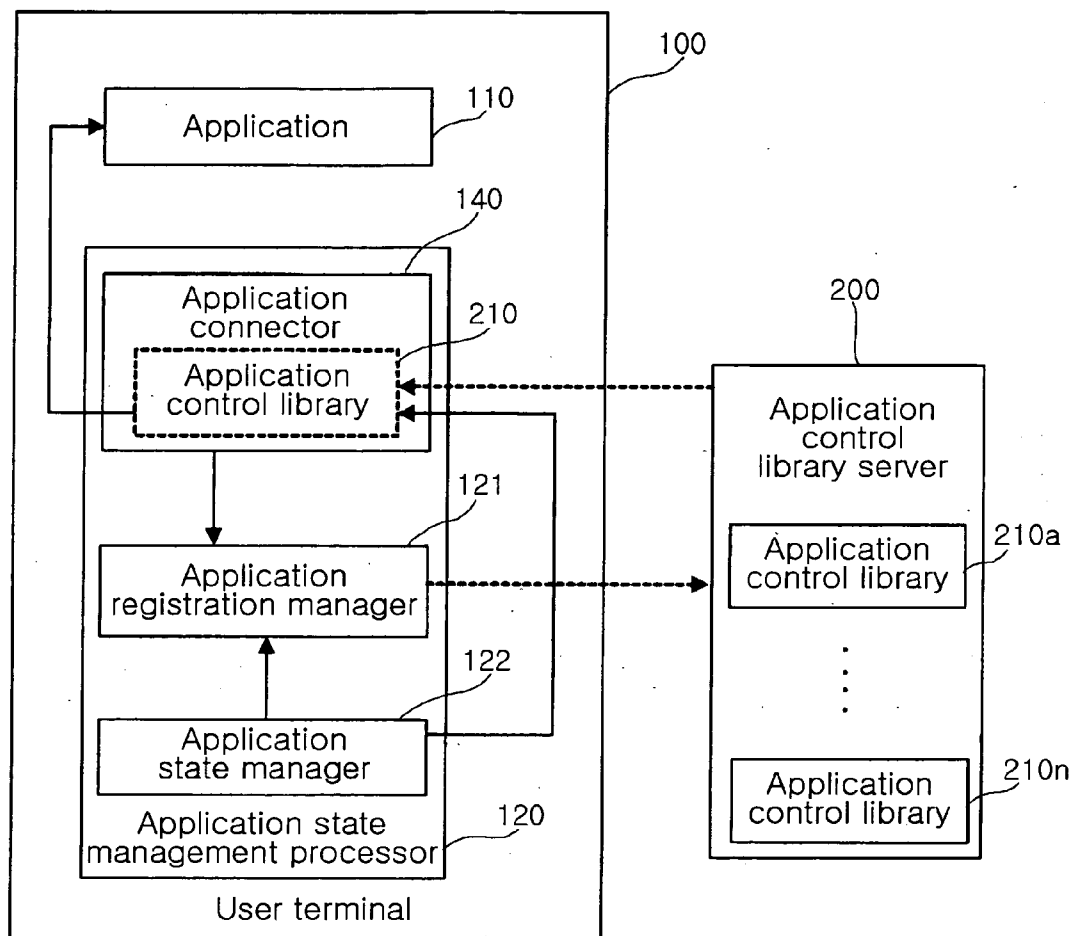 100
Application
110
140
Application
connector
210
Application
control library
200
Application
control
library server
121
Application
registration manager
210a
Application
control library
122
Application
state manager
210n
Application
control library
Application state
management processor
120
User terminal